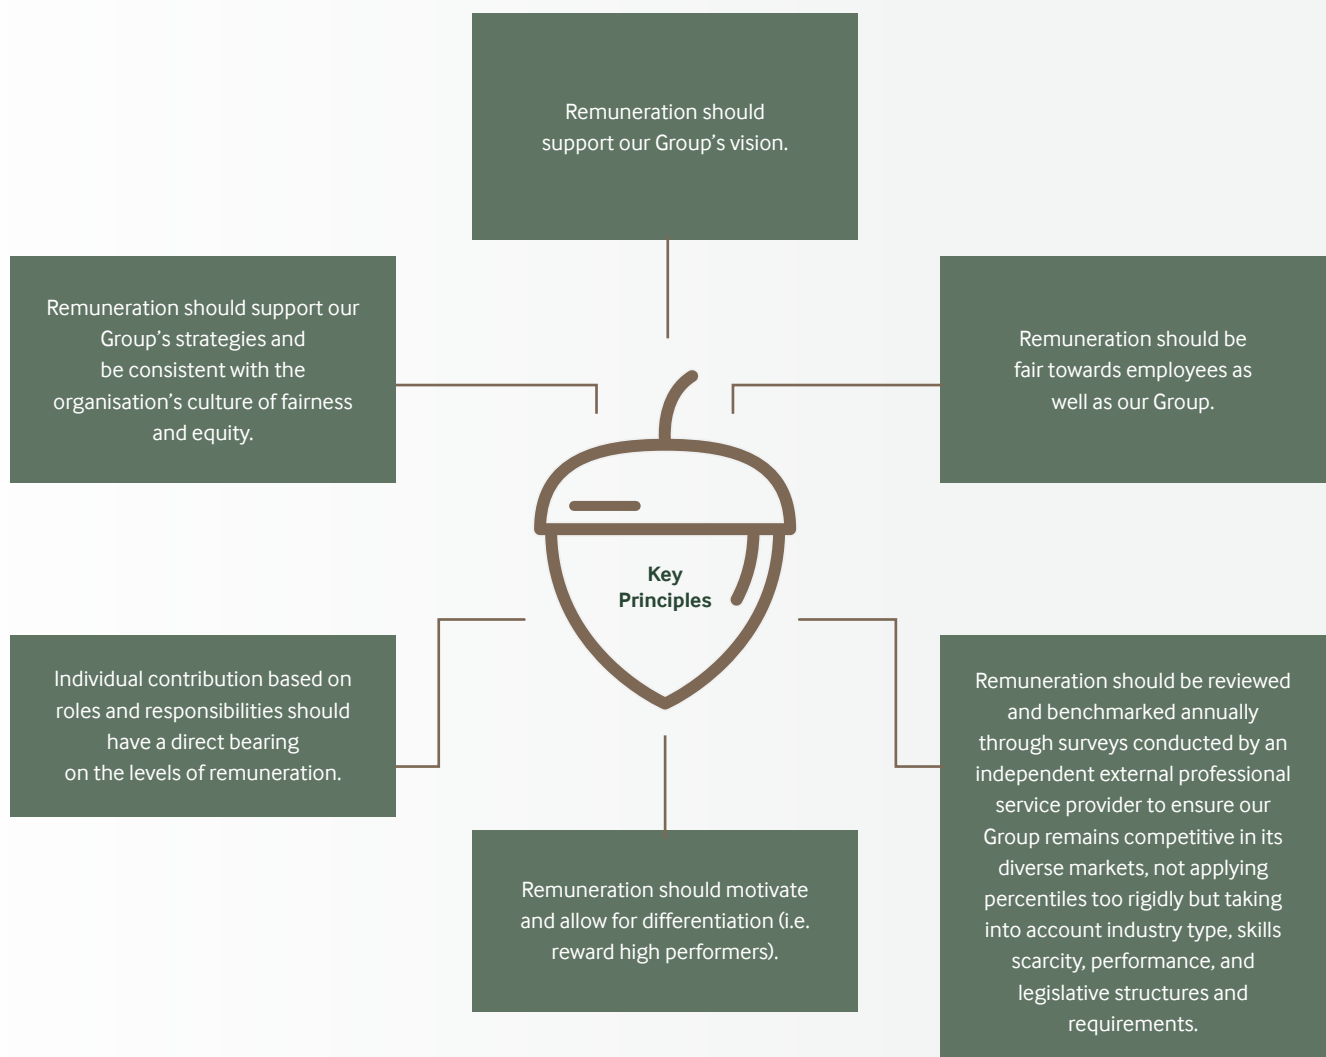 Remuneration should
support our Group’s vision.
Remuneration should support our
Group’s strategies and
be consistent with the
organisation’s culture of fairness
and equity.
Remuneration should be
fair towards employees as
well as our Group.
Key
Principles
Individual contribution based on
roles and responsibilities should
have a direct bearing
on the levels of remuneration.
Remuneration should be reviewed
and benchmarked annually
through surveys conducted by an
independent external professional
service provider to ensure our
Group remains competitive in its
diverse markets, not applying
percentiles too rigidly but taking
into account industry type, skills
scarcity, performance, and
legislative structures and
requirements.
Remuneration should motivate
and allow for differentiation (i.e.
reward high performers).